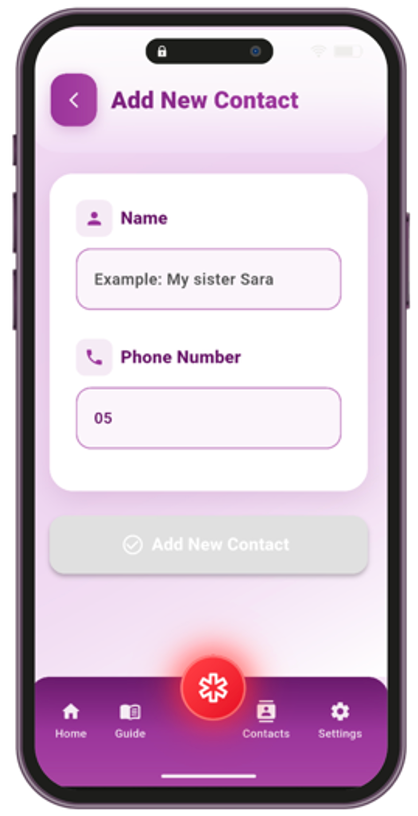 Add New Contact
Name
Example: My sister Sara
Phone Number
05
Add New Contact
Home Guide Contacts Settings